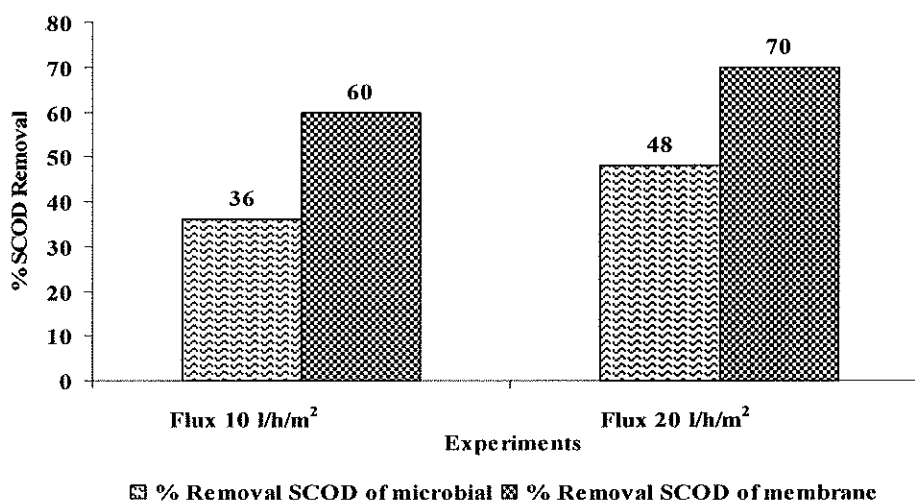 80
70
60
50
40
30
20
10
0
%SCOD Removal
36
60
48
70
Flux 10 l/h/m²
Flux 20 l/h/m²
Experiments
% Removal SCOD of microbial % Removal SCOD of membrane